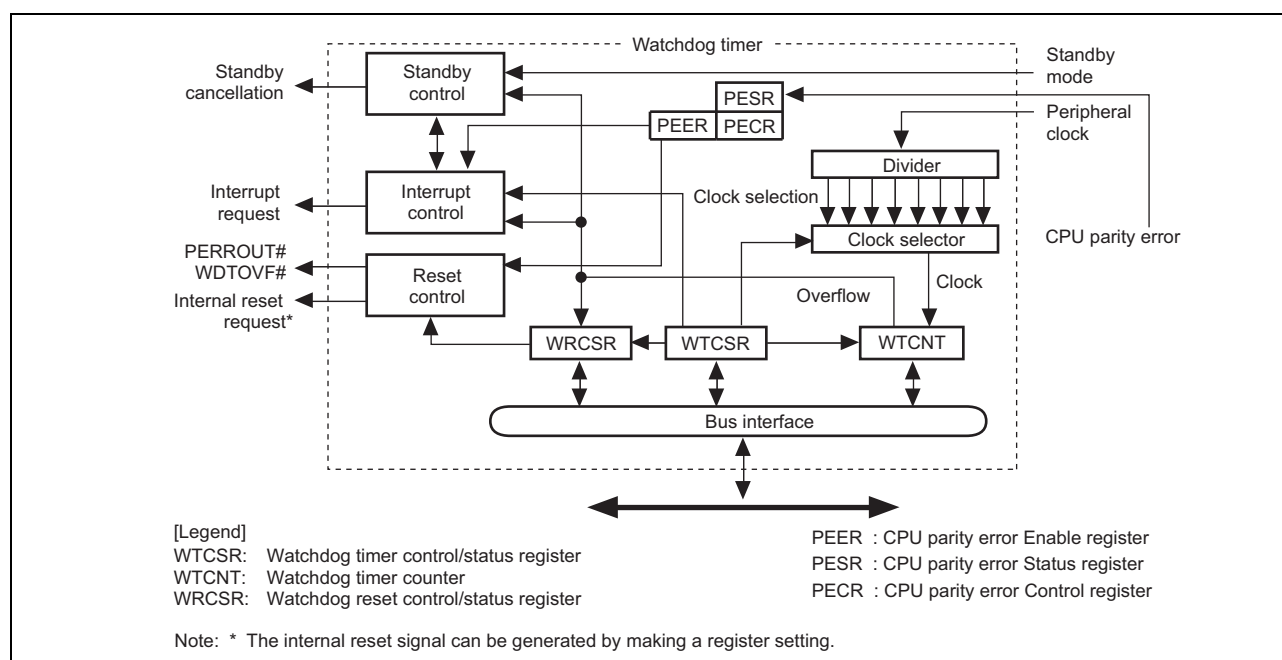 Watchdog timer
Standby
cancellation
Standby
control
Standby
mode
PESR
PEER
PECR
Peripheral
clock
Divider
Interrupt
request
Interrupt
control
Clock selection
Clock selector
CPU parity error
PERROUT#
WDTOVF#
Internal reset
request*
Reset
control
Overflow
Clock
WRCSR
WTCSR
WTCNT
Bus interface
[Legend]
WTCSR: Watchdog timer control/status register
WTCNT: Watchdog timer counter
WRCSR: Watchdog reset control/status register
PEER : CPU parity error Enable register
PESR : CPU parity error Status register
PECR : CPU parity error Control register
Note: * The internal reset signal can be generated by making a register setting.